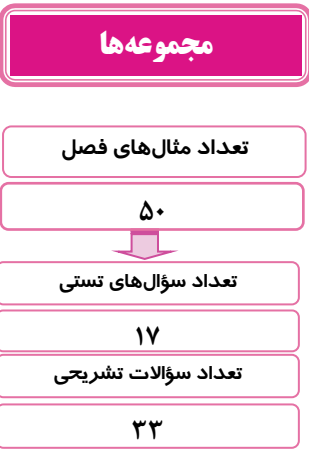 مجموعه‌ها
تعداد مثال‌های فصل
۵۰
تعداد سؤال‌های تستی
۱۷
تعداد سؤالات تشریحی
۳۳